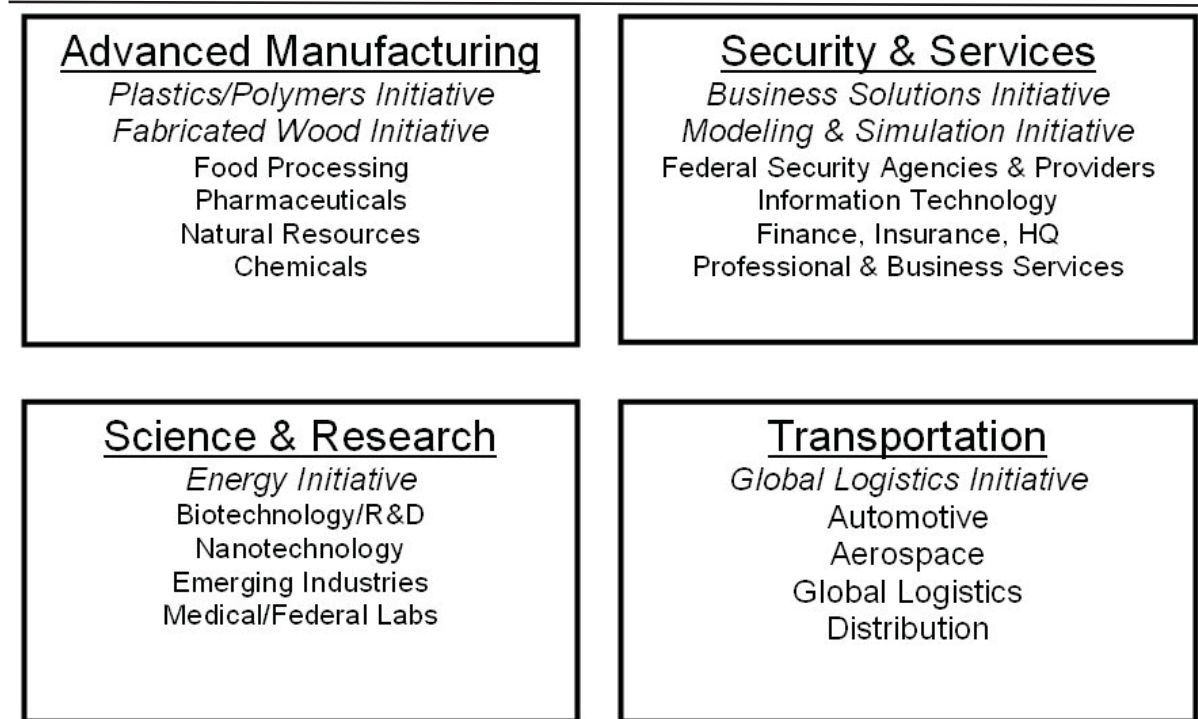 Advanced Manufacturing
Plastics/Polymers Initiative
Fabricated Wood Initiative
Food Processing
Pharmaceuticals
Natural Resources
Chemicals
Security & Services
Business Solutions Initiative
Modeling & Simulation Initiative
Federal Security Agencies & Providers
Information Technology
Finance, Insurance, HQ
Professional & Business Services
Science & Research
Energy Initiative
Biotechnology/R&D
Nanotechnology
Emerging Industries
Medical/Federal Labs
Transportation
Global Logistics Initiative
Automotive
Aerospace
Global Logistics
Distribution